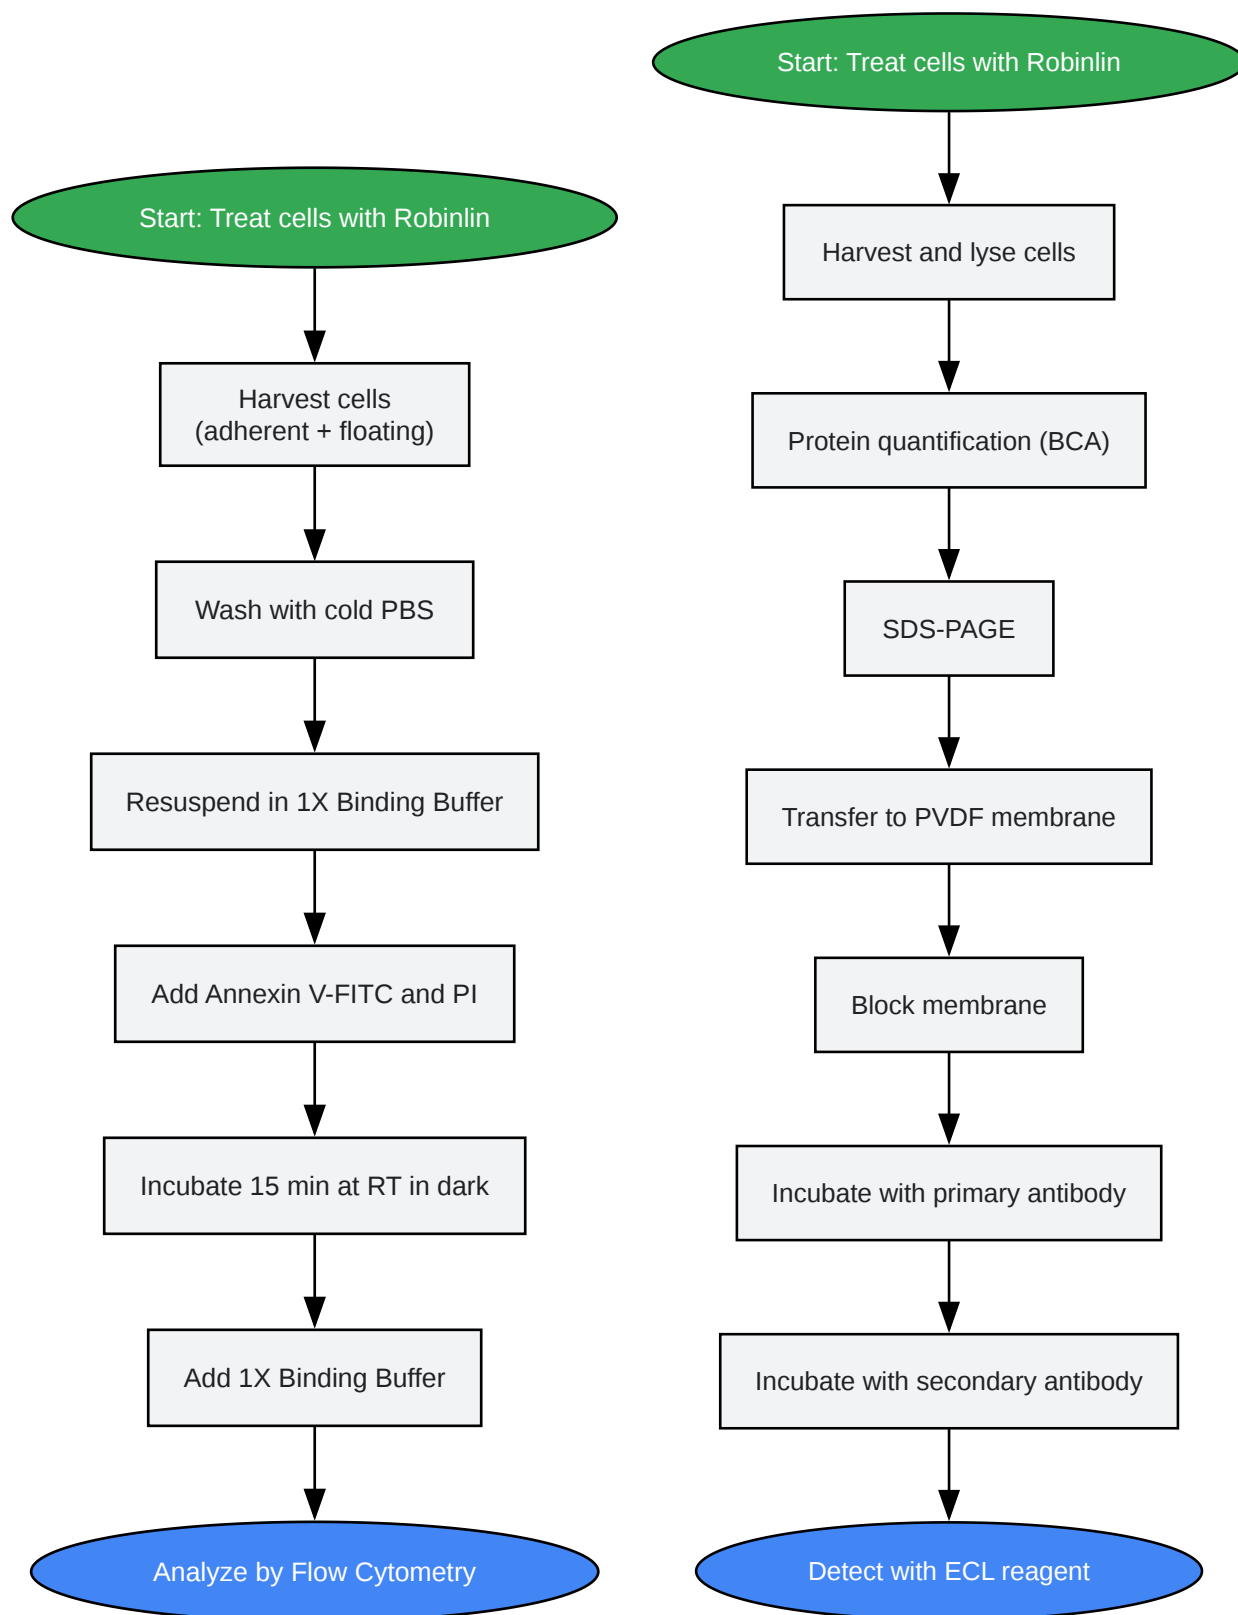 Start: Treat cells with Robinlin
Harvest cells
(adherent + floating)
Wash with cold PBS
Resuspend in 1X Binding Buffer
Add Annexin V-FITC and PI
Incubate 15 min at RT in dark
Add 1X Binding Buffer
Analyze by Flow Cytometry
Start: Treat cells with Robinlin
Harvest and lyse cells
Protein quantification (BCA)
SDS-PAGE
Transfer to PVDF membrane
Block membrane
Incubate with primary antibody
Incubate with secondary antibody
Detect with ECL reagent